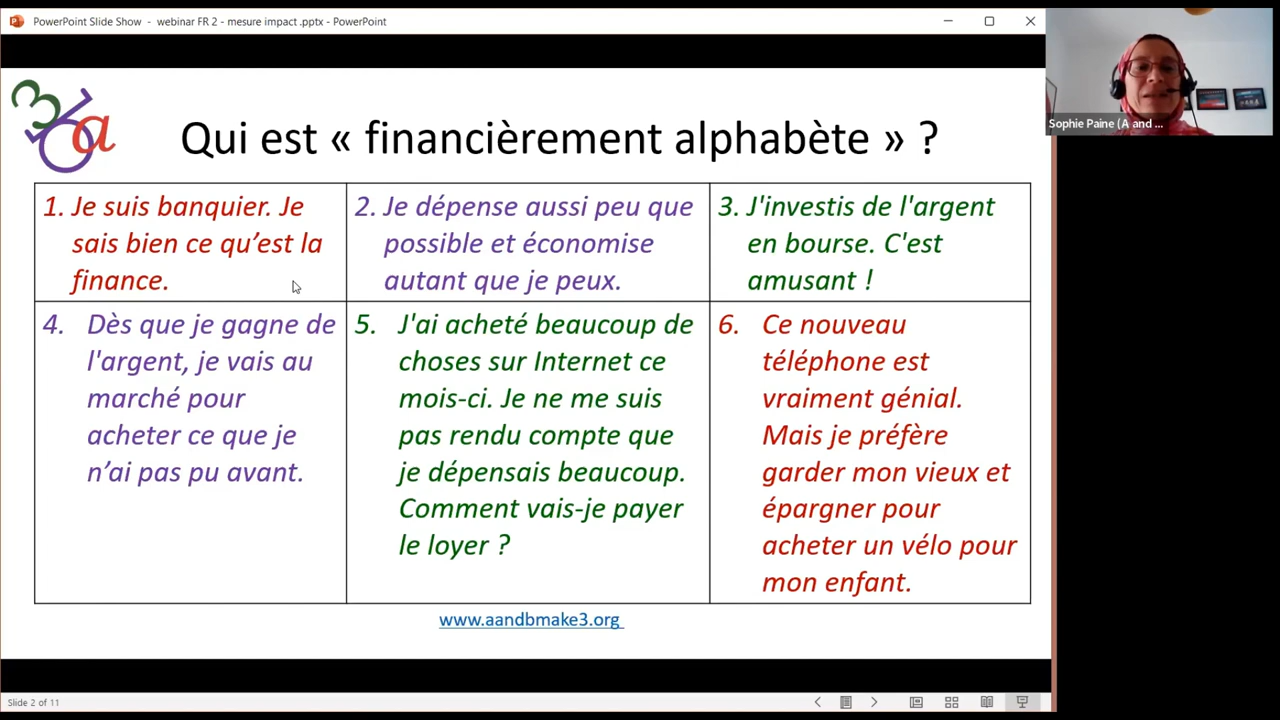 PowerPoint Slide Show - webinar FR 2 - mesure impact .pptx - PowerPoint
Sophie Paine (A and ...
36a
Qui est « financièrement alphabète » ?
1. Je suis banquier. Je
sais bien ce qu’est la
finance.
2. Je dépense aussi peu que
possible et économise
autant que je peux.
3. J'investis de l'argent
en bourse. C'est
amusant !
4. Dès que je gagne de
l'argent, je vais au
marché pour
acheter ce que je
n’ai pas pu avant.
5. J'ai acheté beaucoup de
choses sur Internet ce
mois-ci. Je ne me suis
pas rendu compte que
je dépensais beaucoup.
Comment vais-je payer
le loyer ?
6. Ce nouveau
téléphone est
vraiment génial.
Mais je préfère
garder mon vieux et
épargner pour
acheter un vélo pour
mon enfant.
www.aandbmake3.org
Slide 2 of 11